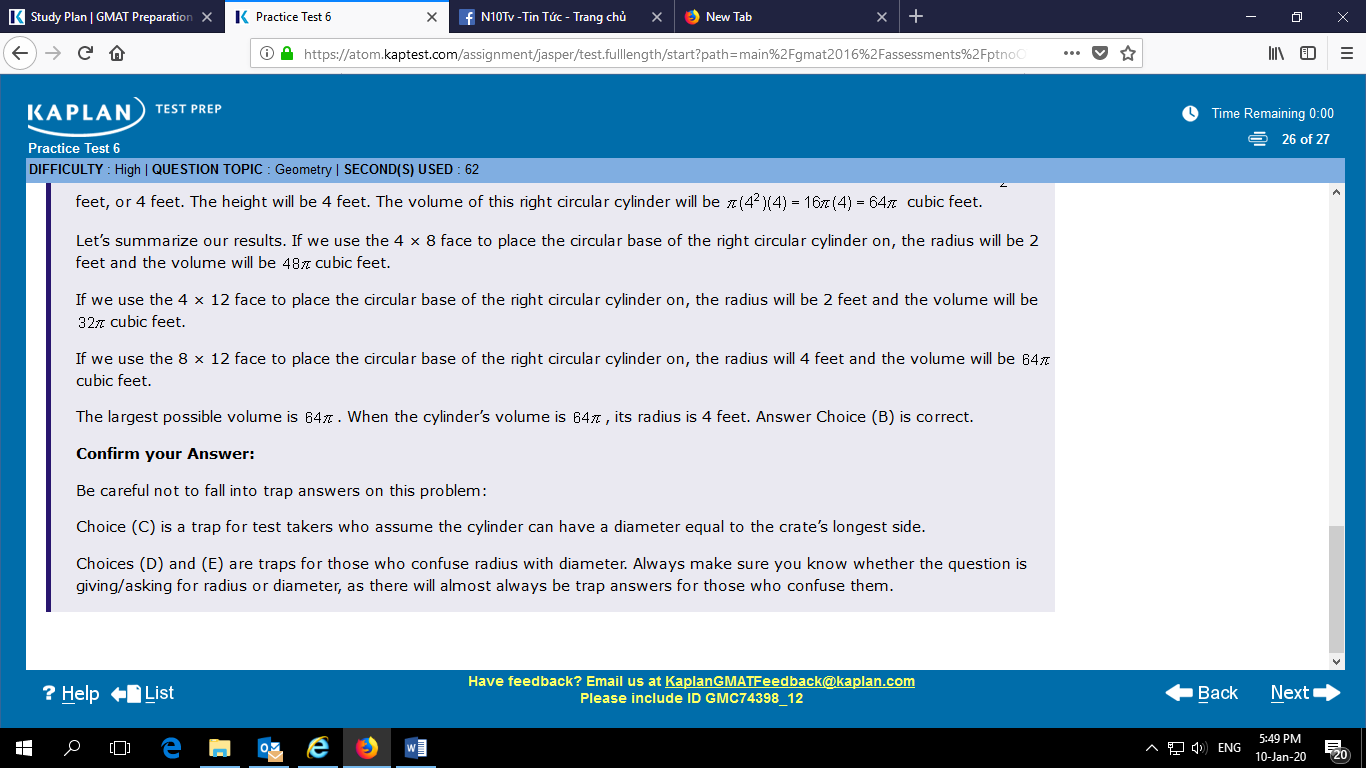 Study Plan | GMAT Preparation
Practice Test 6
N10Tv -Tin Tức - Trang chủ
New Tab
https://atom.kaptest.com/assignment/jasper/test.fulllength/start?path=main%2Fgmat2016%2Fassessments%2FptnoC
KAPLAN TEST PREP
Time Remaining 0:00
Practice Test 6
26 of 27
DIFFICULTY : High | QUESTION TOPIC : Geometry | SECOND(S) USED : 62
feet, or 4 feet. The height will be 4 feet. The volume of this right circular cylinder will be π(4²)(4) = 16π(4) = 64π cubic feet.
Let's summarize our results. If we use the 4 × 8 face to place the circular base of the right circular cylinder on, the radius will be 2
feet and the volume will be 48π cubic feet.
If we use the 4 × 12 face to place the circular base of the right circular cylinder on, the radius will be 2 feet and the volume will be
32π cubic feet.
If we use the 8 × 12 face to place the circular base of the right circular cylinder on, the radius will 4 feet and the volume will be 64π
cubic feet.
The largest possible volume is 64π . When the cylinder's volume is 64π , its radius is 4 feet. Answer Choice (B) is correct.
Confirm your Answer:
Be careful not to fall into trap answers on this problem:
Choice (C) is a trap for test takers who assume the cylinder can have a diameter equal to the crate's longest side.
Choices (D) and (E) are traps for those who confuse radius with diameter. Always make sure you know whether the question is
giving/asking for radius or diameter, as there will almost always be trap answers for those who confuse them.
? Help List
Have feedback? Email us at KaplanGMATFeedback@kaplan.com
Please include ID GMC74398_12
Back Next
ENG
5:49 PM
10-Jan-20
20